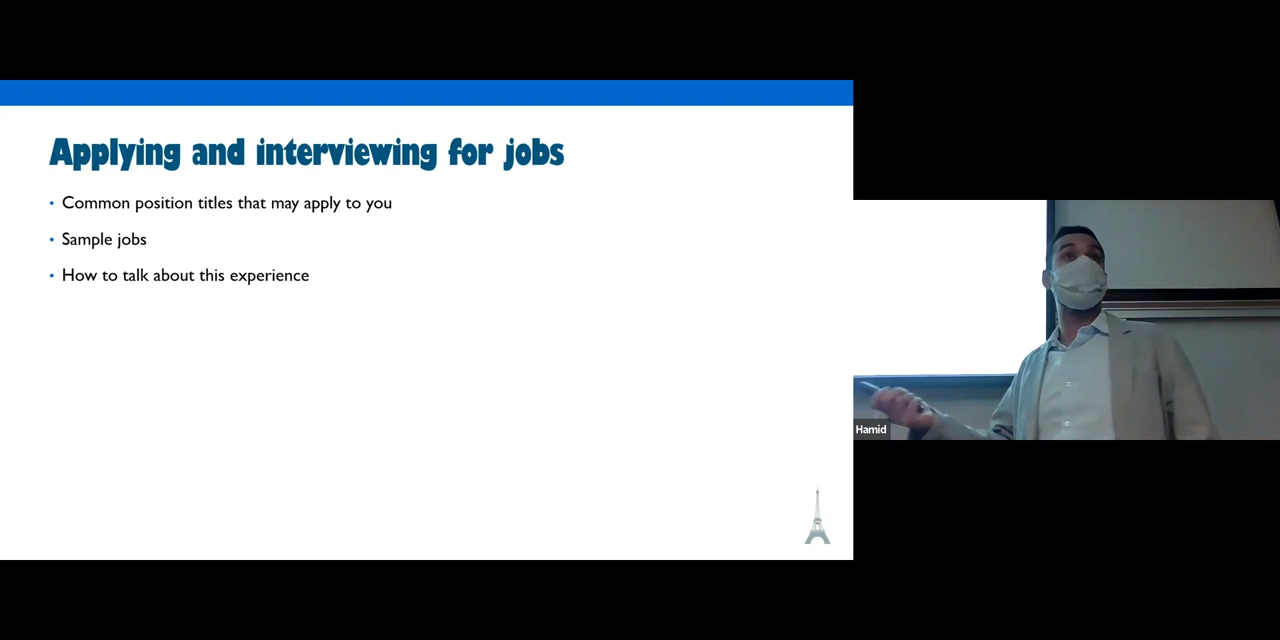 Applying and interviewing for jobs
• Common position titles that may apply to you
• Sample jobs
• How to talk about this experience
Hamid